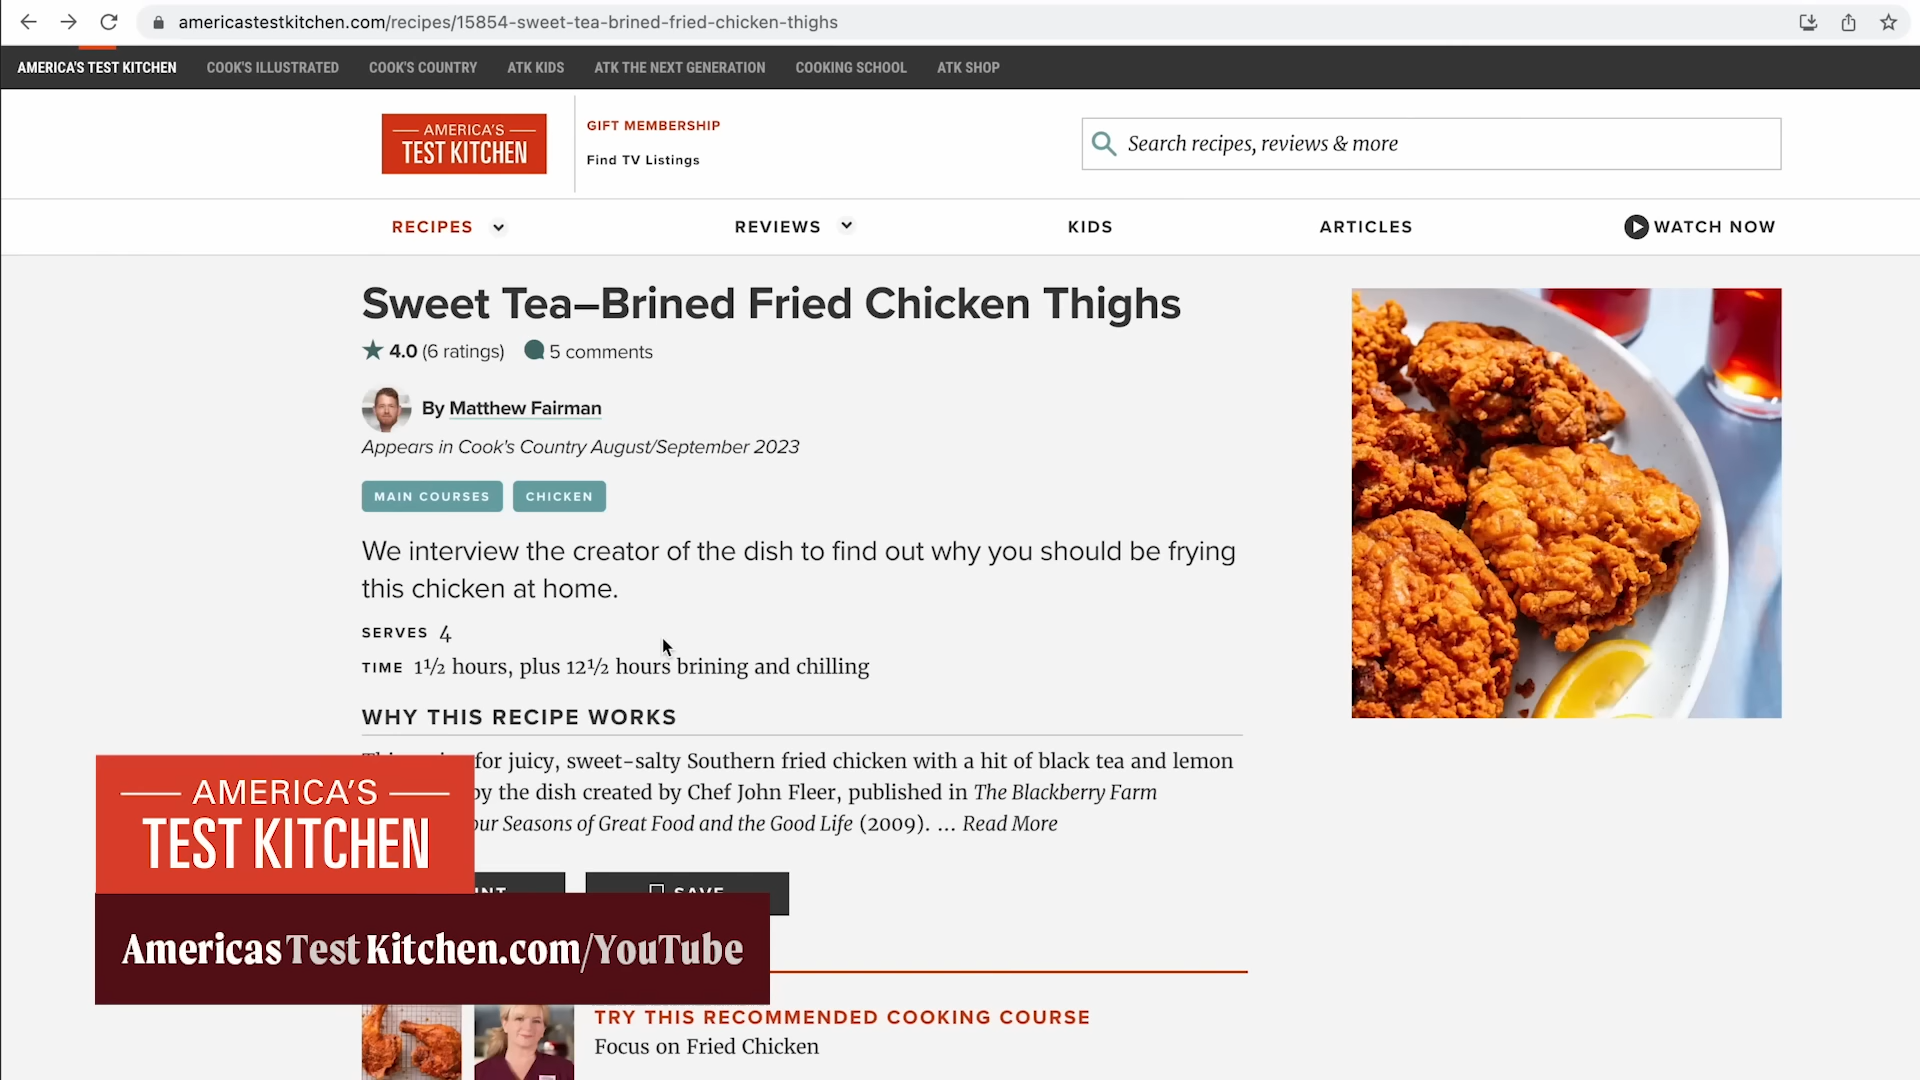 americastestkitchen.com/recipes/15854-sweet-tea-brined-fried-chicken-thighs
AMERICA'S TEST KITCHEN COOK'S ILLUSTRATED COOK'S COUNTRY ATK KIDS ATK THE NEXT GENERATION COOKING SCHOOL ATK SHOP
AMERICA'S
TEST KITCHEN
GIFT MEMBERSHIP
Find TV Listings
Search recipes, reviews & more
RECIPES REVIEWS KIDS ARTICLES WATCH NOW
Sweet Tea–Brined Fried Chicken Thighs
4.0 (6 ratings) 5 comments
By Matthew Fairman
Appears in Cook's Country August/September 2023
MAIN COURSES CHICKEN
We interview the creator of the dish to find out why you should be frying
this chicken at home.
SERVES 4
TIME 1½ hours, plus 12½ hours brining and chilling
WHY THIS RECIPE WORKS
for juicy, sweet-salty Southern fried chicken with a hit of black tea and lemon
by the dish created by Chef John Fleer, published in The Blackberry Farm
our Seasons of Great Food and the Good Life (2009). ... Read More
SAVE
AMERICA'S
TEST KITCHEN
AmericasTestKitchen.com/YouTube
TRY THIS RECOMMENDED COOKING COURSE
Focus on Fried Chicken